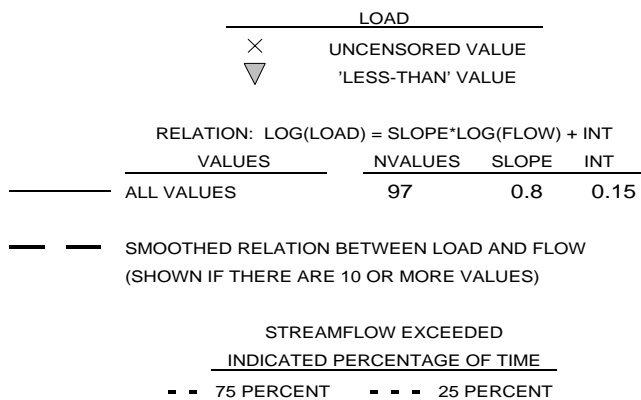 LOAD
UNCENSORED VALUE
'LESS-THAN' VALUE
RELATION: LOG(LOAD) = SLOPE*LOG(FLOW) + INT
VALUES NVALUES SLOPE INT
ALL VALUES 97 0.8 0.15
SMOOTHED RELATION BETWEEN LOAD AND FLOW
(SHOWN IF THERE ARE 10 OR MORE VALUES)
STREAMFLOW EXCEEDED
INDICATED PERCENTAGE OF TIME
75 PERCENT 25 PERCENT